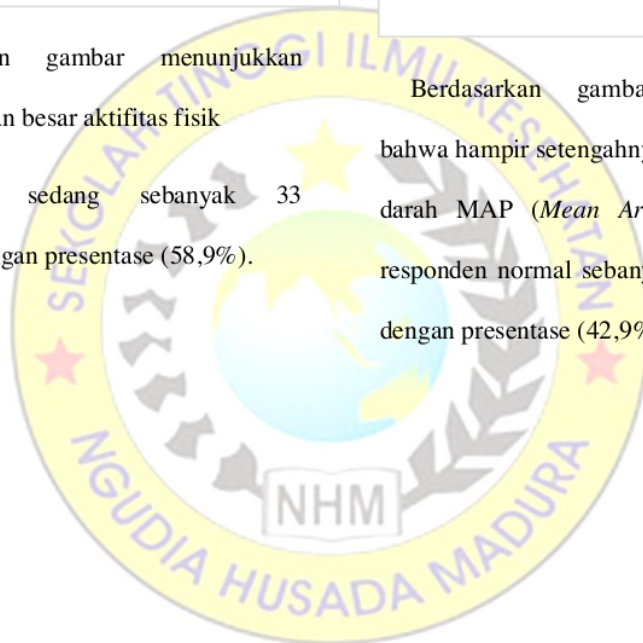 n gambar menunjukkan
n besar aktifitas fisik
sedang sebanyak 33
gan presentase (58,9%).
Berdasarkan gamba
bahwa hampir setengahny
darah MAP (Mean Ar
responden normal sebany
dengan presentase (42,9%
SEKOLAH TINGGI ILMU KESEHATAN
NGUDIA HUSADA MADURA
NHM